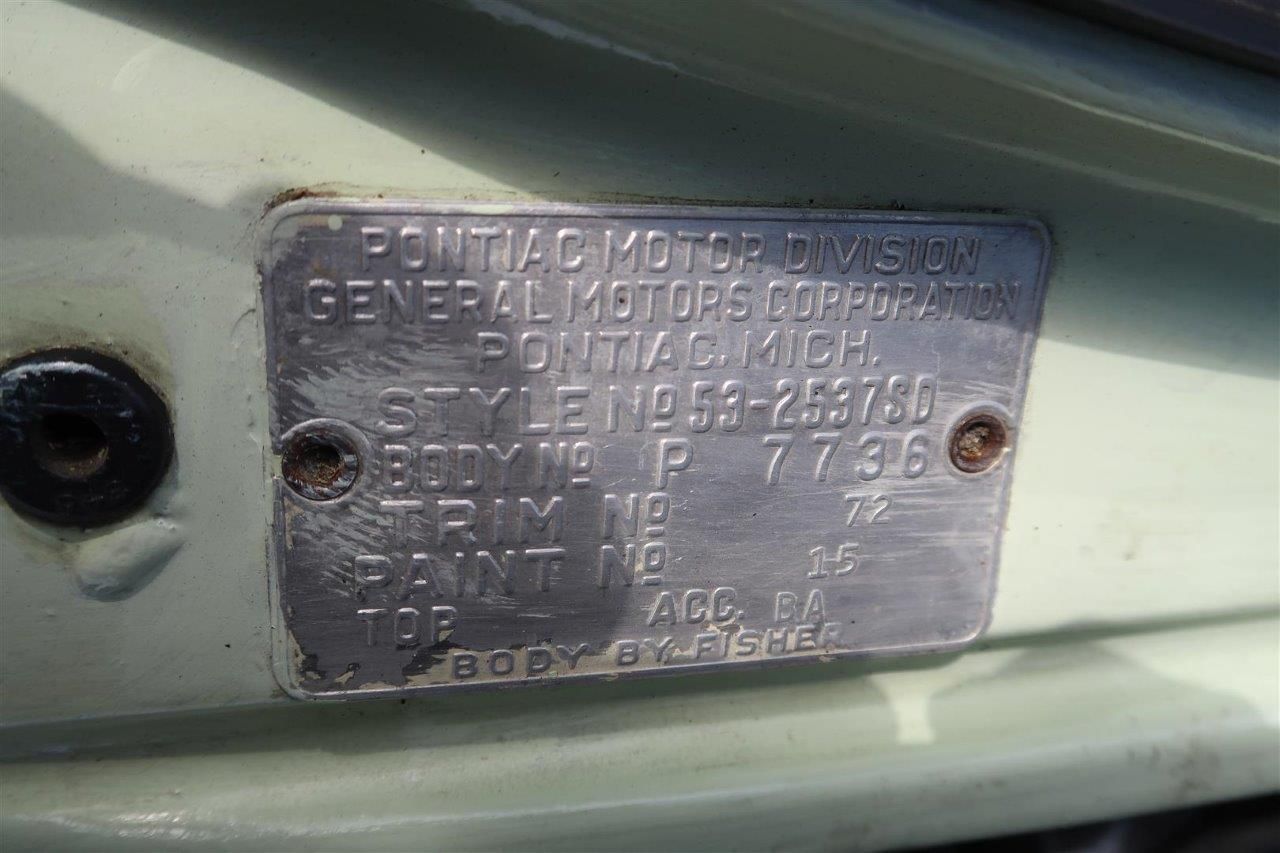 PONTIAC MOTOR DIVISION
GENERAL MOTORS CORPORATION
PONTIAC, MICH.
STYLE Nº 53-2537SD
BODY Nº P 7736
TRIM Nº 72
PAINT Nº 15
TOP ACC. BA
BODY BY FISHER